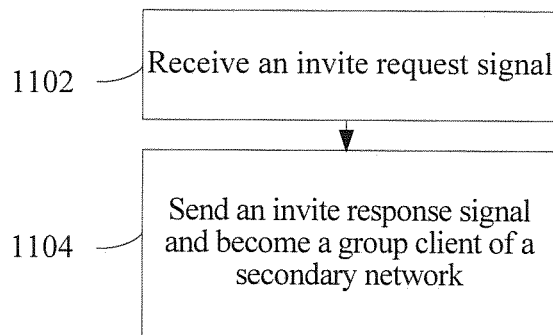 1102
Receive an invite request signal
1104
Send an invite response signal
and become a group client of a
secondary network